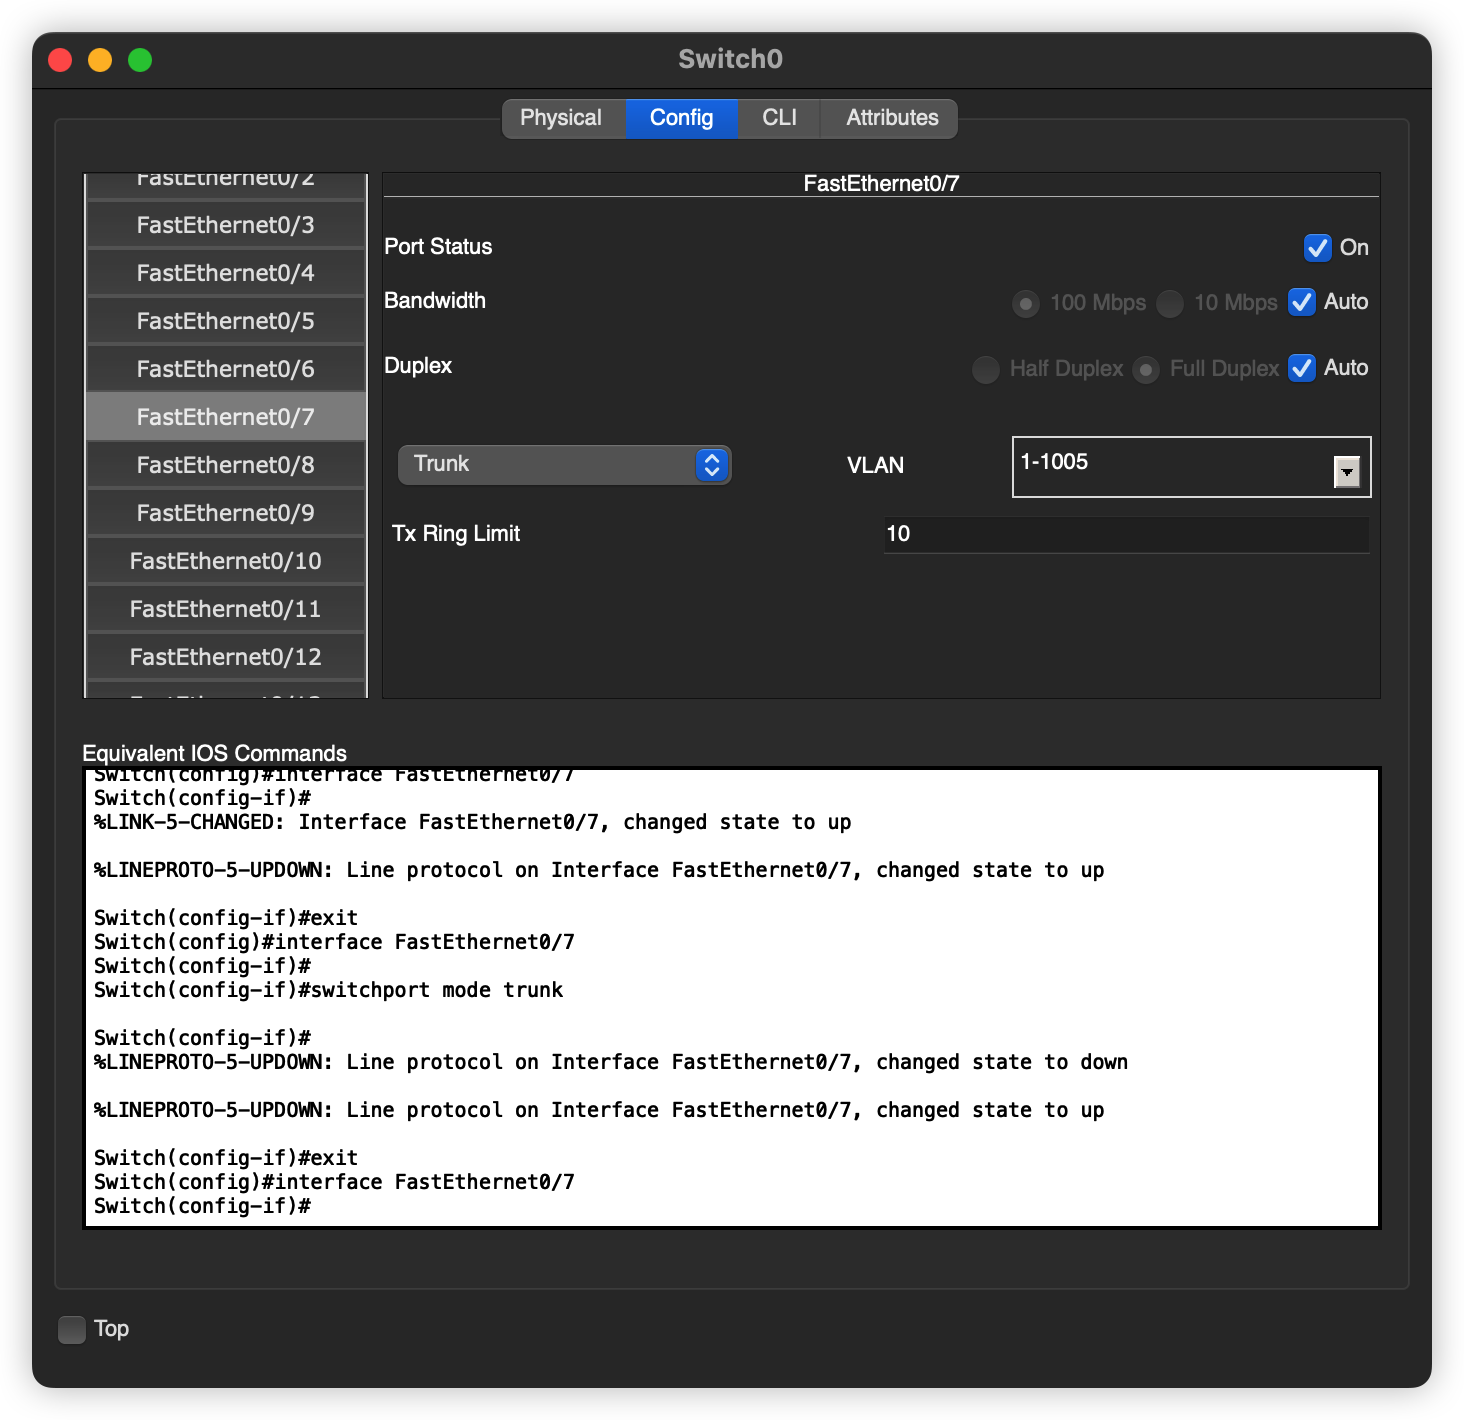 Switch0
Physical
Config
CLI
Attributes
FastEthernet0/2
FastEthernet0/3
FastEthernet0/4
FastEthernet0/5
FastEthernet0/6
FastEthernet0/7
FastEthernet0/8
FastEthernet0/9
FastEthernet0/10
FastEthernet0/11
FastEthernet0/12
FastEthernet0/7
Port Status
On
Bandwidth
100 Mbps
10 Mbps
Auto
Duplex
Half Duplex
Full Duplex
Auto
Trunk
VLAN
1-1005
Tx Ring Limit
10
Equivalent IOS Commands
Switch(config)#interface FastEthernet0/7
Switch(config-if)#
%LINK-5-CHANGED: Interface FastEthernet0/7, changed state to up
%LINEPROTO-5-UPDOWN: Line protocol on Interface FastEthernet0/7, changed state to up
Switch(config-if)#exit
Switch(config)#interface FastEthernet0/7
Switch(config-if)#
Switch(config-if)#switchport mode trunk
Switch(config-if)#
%LINEPROTO-5-UPDOWN: Line protocol on Interface FastEthernet0/7, changed state to down
%LINEPROTO-5-UPDOWN: Line protocol on Interface FastEthernet0/7, changed state to up
Switch(config-if)#exit
Switch(config)#interface FastEthernet0/7
Switch(config-if)#
Top